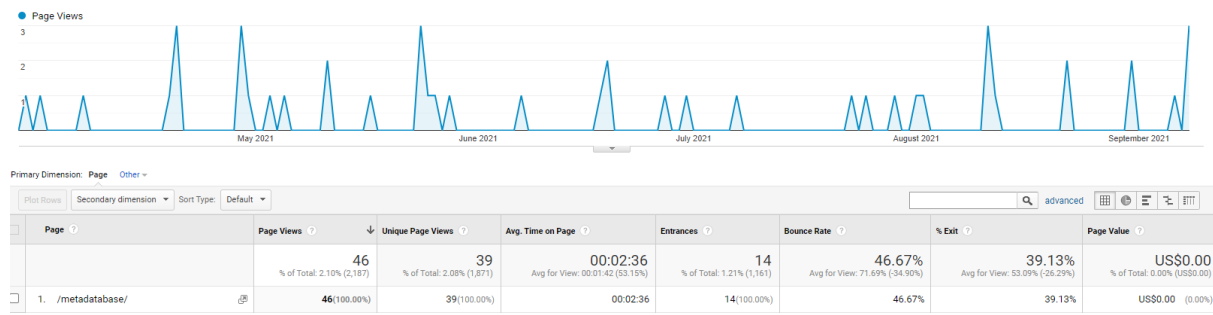 Page Views
3
2
1
May 2021 June 2021 July 2021 August 2021 September 2021
Primary Dimension: Page Other
Plot Rows Secondary dimension Sort Type: Default advanced
Page ? Page Views ? Unique Page Views ? Avg. Time on Page ? Entrances ? Bounce Rate ? % Exit ? Page Value ?
46 39 00:02:36 14 46.67% 39.13% US$0.00
% of Total: 2.10% (2,187) % of Total: 2.08% (1,871) Avg for View: 00:01:42 (53.15%) % of Total: 1.21% (1,161) Avg for View: 71.69% (-34.90%) Avg for View: 53.09% (-26.29%) % of Total: 0.00% (US$0.00)
1. /metadatabase/ 46(100.00%) 39(100.00%) 00:02:36 14(100.00%) 46.67% 39.13% US$0.00 (0.00%)